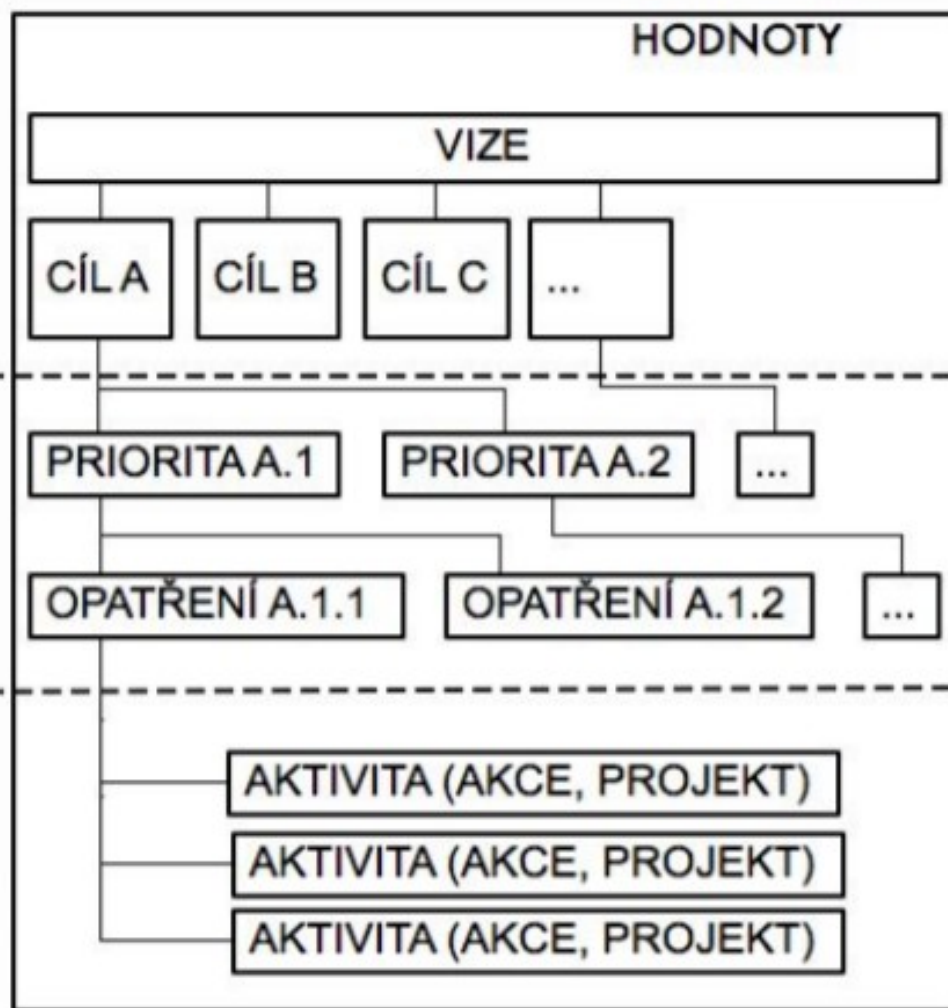 HODNOTY
VIZE
CÍL A CÍL B CÍL C ...
PRIORITA A.1 PRIORITA A.2 ...
OPATŘENÍ A.1.1 OPATŘENÍ A.1.2 ...
AKTIVITA (AKCE, PROJEKT)
AKTIVITA (AKCE, PROJEKT)
AKTIVITA (AKCE, PROJEKT)